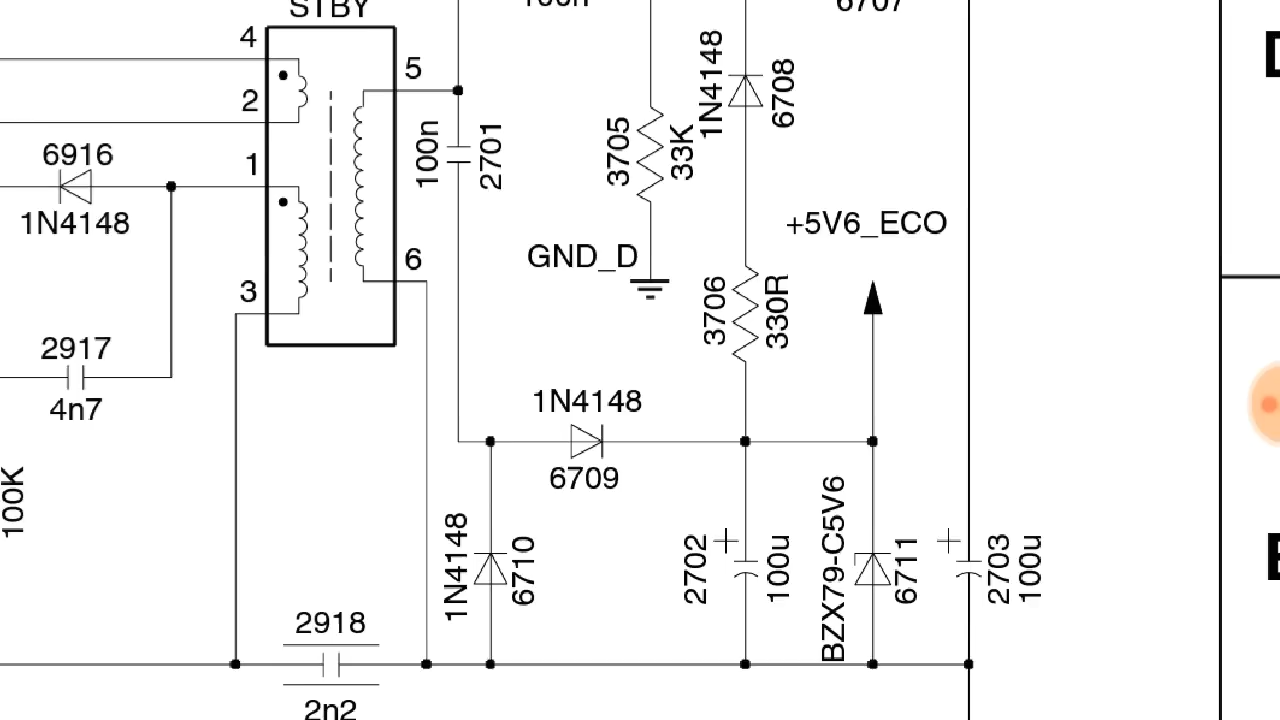 STBY
6707
4
5
2
1
6916
1N4148
100n
2701
3705
33K
1N4148
6708
6
+5V6_ECO
GND_D
3
3706
330R
2917
4n7
1N4148
6709
100K
1N4148
6710
2702
100u
BZX79-C5V6
6711
2703
100u
2918
2n2